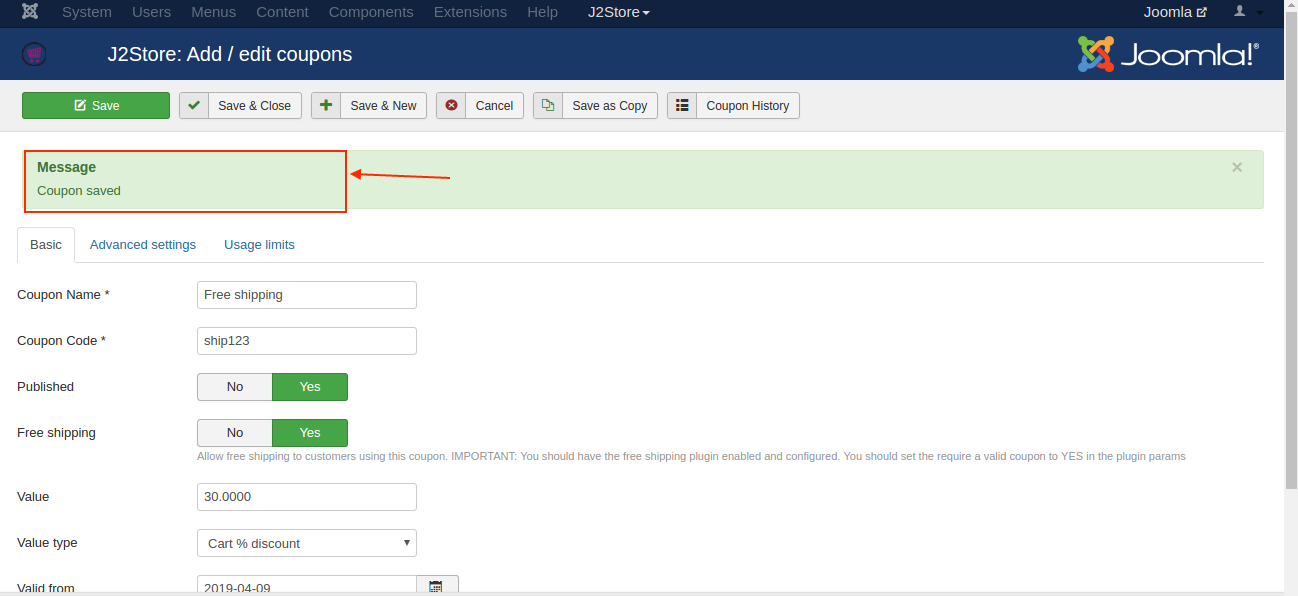 System Users Menus Content Components Extensions Help J2Store Joomla
J2Store: Add / edit coupons Joomla!®
Save Save & Close Save & New Cancel Save as Copy Coupon History
Message ×
Coupon saved
Basic Advanced settings Usage limits
Coupon Name * Free shipping
Coupon Code * ship123
Published No Yes
Free shipping No Yes
Allow free shipping to customers using this coupon. IMPORTANT: You should have the free shipping plugin enabled and configured. You should set the require a valid coupon to YES in the plugin params
Value 30.0000
Value type Cart % discount
Valid from 2019-04-09